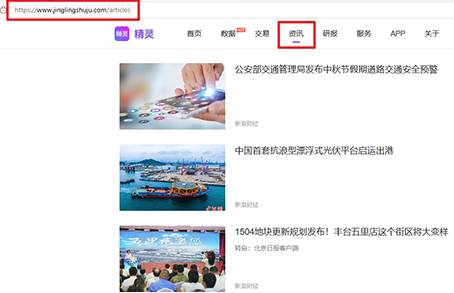 https://www.jinglingshuju.com/articles
精灵 精灵 首页 数据 HOT 交易 资讯 研报 服务 APP 关于
公安部交通管理局发布中秋节假期道路交通安全预警
新浪财经
中国首套抗浪型漂浮式光伏平台启运出港
新浪财经
1504地块更新规划发布！丰台五里店这个街区将大变样
转自：北京日报客户端
新浪财经